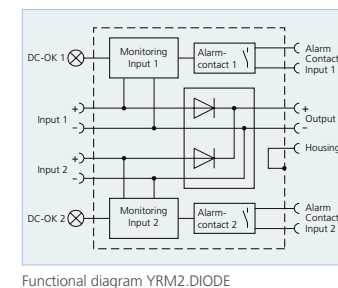 DC-OK 1
Monitoring
Input 1
Alarm-
contact 1
Alarm
Contact
Input 1
Input 1
+
–
+
–
Output
Housing
Input 2
+
–
DC-OK 2
Monitoring
Input 2
Alarm-
contact 2
Alarm
Contact
Input 2
Functional diagram YRM2.DIODE